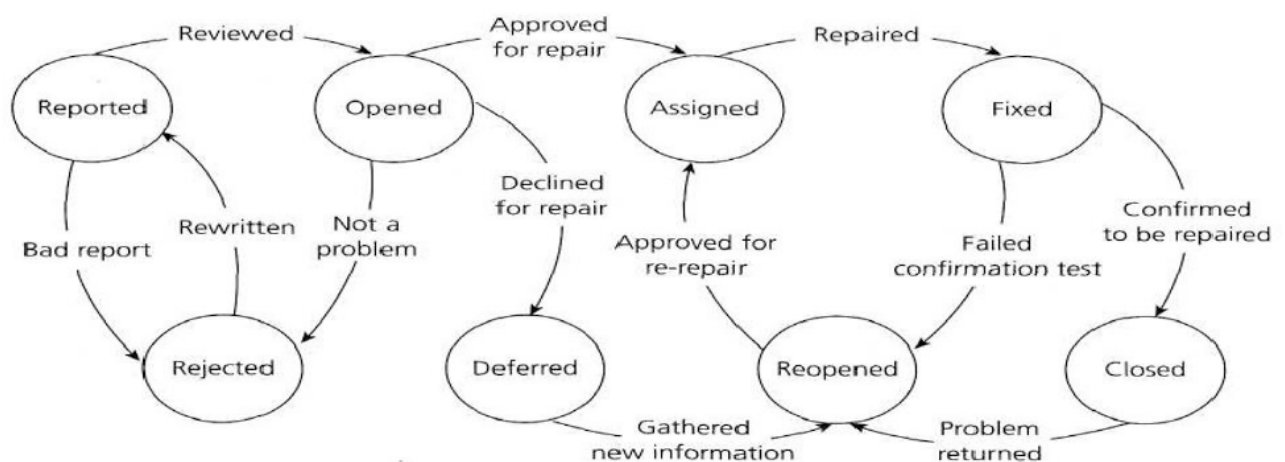 Reviewed
Approved
for repair
Repaired
Reported
Opened
Assigned
Fixed
Declined
for repair
Bad report
Rewritten
Not a
problem
Approved for
re-repair
Failed
confirmation test
Confirmed
to be repaired
Rejected
Deferred
Reopened
Closed
Gathered
new information
Problem
returned